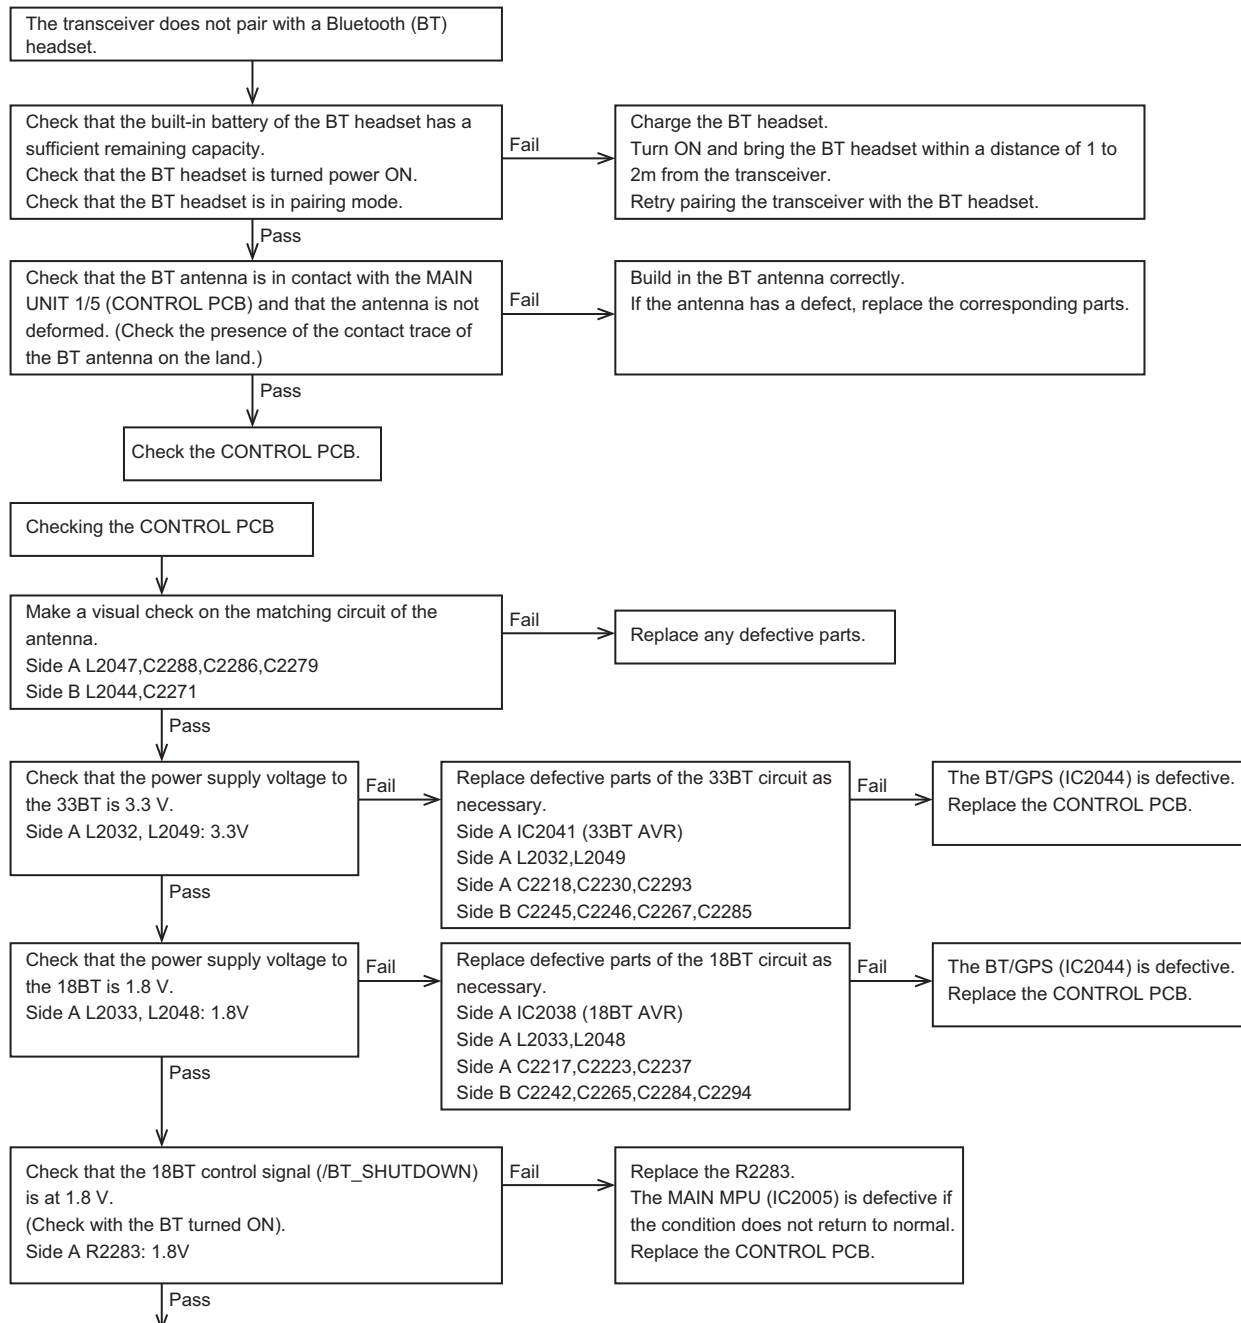 The transceiver does not pair with a Bluetooth (BT)
headset.
Check that the built-in battery of the BT headset has a
sufficient remaining capacity.
Check that the BT headset is turned power ON.
Check that the BT headset is in pairing mode.
Fail
Charge the BT headset.
Turn ON and bring the BT headset within a distance of 1 to
2m from the transceiver.
Retry pairing the transceiver with the BT headset.
Pass
Check that the BT antenna is in contact with the MAIN
UNIT 1/5 (CONTROL PCB) and that the antenna is not
deformed. (Check the presence of the contact trace of
the BT antenna on the land.)
Fail
Build in the BT antenna correctly.
If the antenna has a defect, replace the corresponding parts.
Pass
Check the CONTROL PCB.
Checking the CONTROL PCB
Make a visual check on the matching circuit of the
antenna.
Side A L2047,C2288,C2286,C2279
Side B L2044,C2271
Fail
Replace any defective parts.
Pass
Check that the power supply voltage to
the 33BT is 3.3 V.
Side A L2032, L2049: 3.3V
Fail
Replace defective parts of the 33BT circuit as
necessary.
Side A IC2041 (33BT AVR)
Side A L2032,L2049
Side A C2218,C2230,C2293
Side B C2245,C2246,C2267,C2285
Fail
The BT/GPS (IC2044) is defective.
Replace the CONTROL PCB.
Pass
Check that the power supply voltage to
the 18BT is 1.8 V.
Side A L2033, L2048: 1.8V
Fail
Replace defective parts of the 18BT circuit as
necessary.
Side A IC2038 (18BT AVR)
Side A L2033,L2048
Side A C2217,C2223,C2237
Side B C2242,C2265,C2284,C2294
Fail
The BT/GPS (IC2044) is defective.
Replace the CONTROL PCB.
Pass
Check that the 18BT control signal (/BT_SHUTDOWN)
is at 1.8 V.
(Check with the BT turned ON).
Side A R2283: 1.8V
Fail
Replace the R2283.
The MAIN MPU (IC2005) is defective if
the condition does not return to normal.
Replace the CONTROL PCB.
Pass